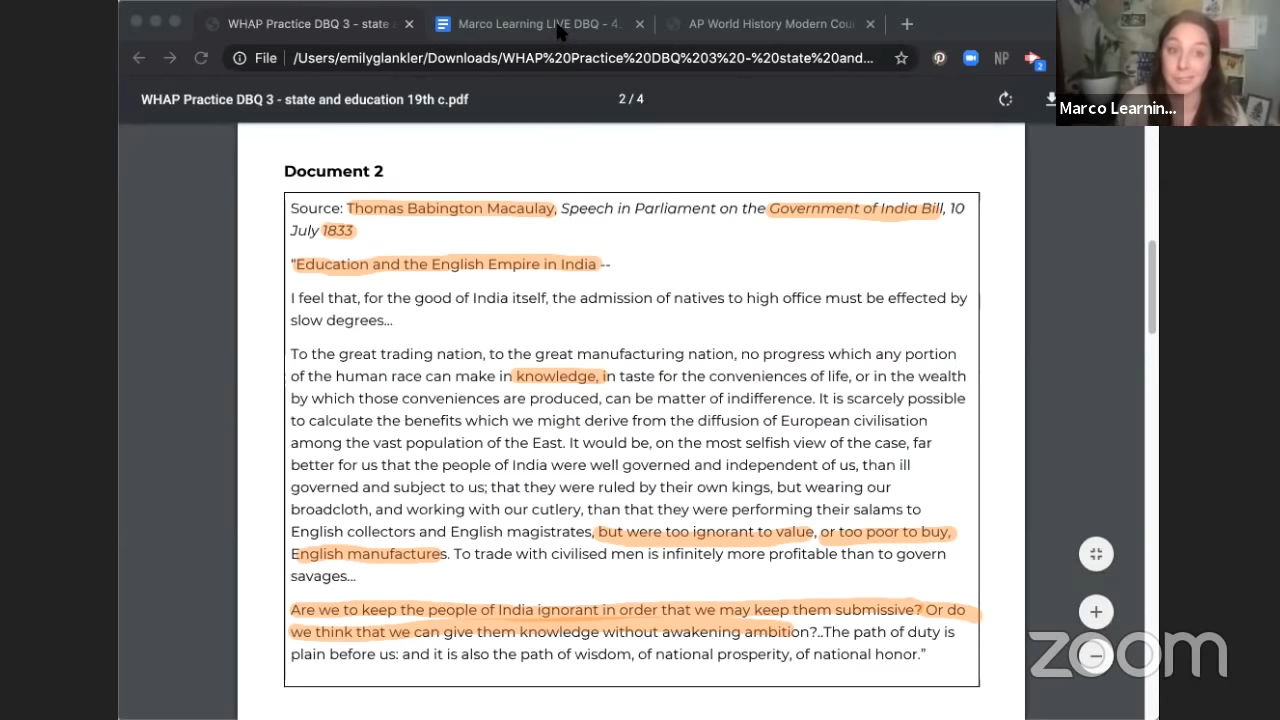 WHAP Practice DBQ 3 - state
Marco Learning LIVE DBQ - 4
AP World History Modern Cou
File
/Users/emilyglankler/Downloads/WHAP%20Practice%20DBQ%203%20-%20state%20and...
NP
2
WHAP Practice DBQ 3 - state and education 19th c.pdf
2 / 4
Marco Learnin...
Document 2
Source: Thomas Babington Macaulay, Speech in Parliament on the Government of India Bill, 10
July 1833
"Education and the English Empire in India --
I feel that, for the good of India itself, the admission of natives to high office must be effected by
slow degrees...
To the great trading nation, to the great manufacturing nation, no progress which any portion
of the human race can make in knowledge, in taste for the conveniences of life, or in the wealth
by which those conveniences are produced, can be matter of indifference. It is scarcely possible
to calculate the benefits which we might derive from the diffusion of European civilisation
among the vast population of the East. It would be, on the most selfish view of the case, far
better for us that the people of India were well governed and independent of us, than ill
governed and subject to us; that they were ruled by their own kings, but wearing our
broadcloth, and working with our cutlery, than that they were performing their salams to
English collectors and English magistrates, but were too ignorant to value, or too poor to buy,
English manufactures. To trade with civilised men is infinitely more profitable than to govern
savages...
Are we to keep the people of India ignorant in order that we may keep them submissive? Or do
we think that we can give them knowledge without awakening ambition?..The path of duty is
plain before us: and it is also the path of wisdom, of national prosperity, of national honor."
zoom